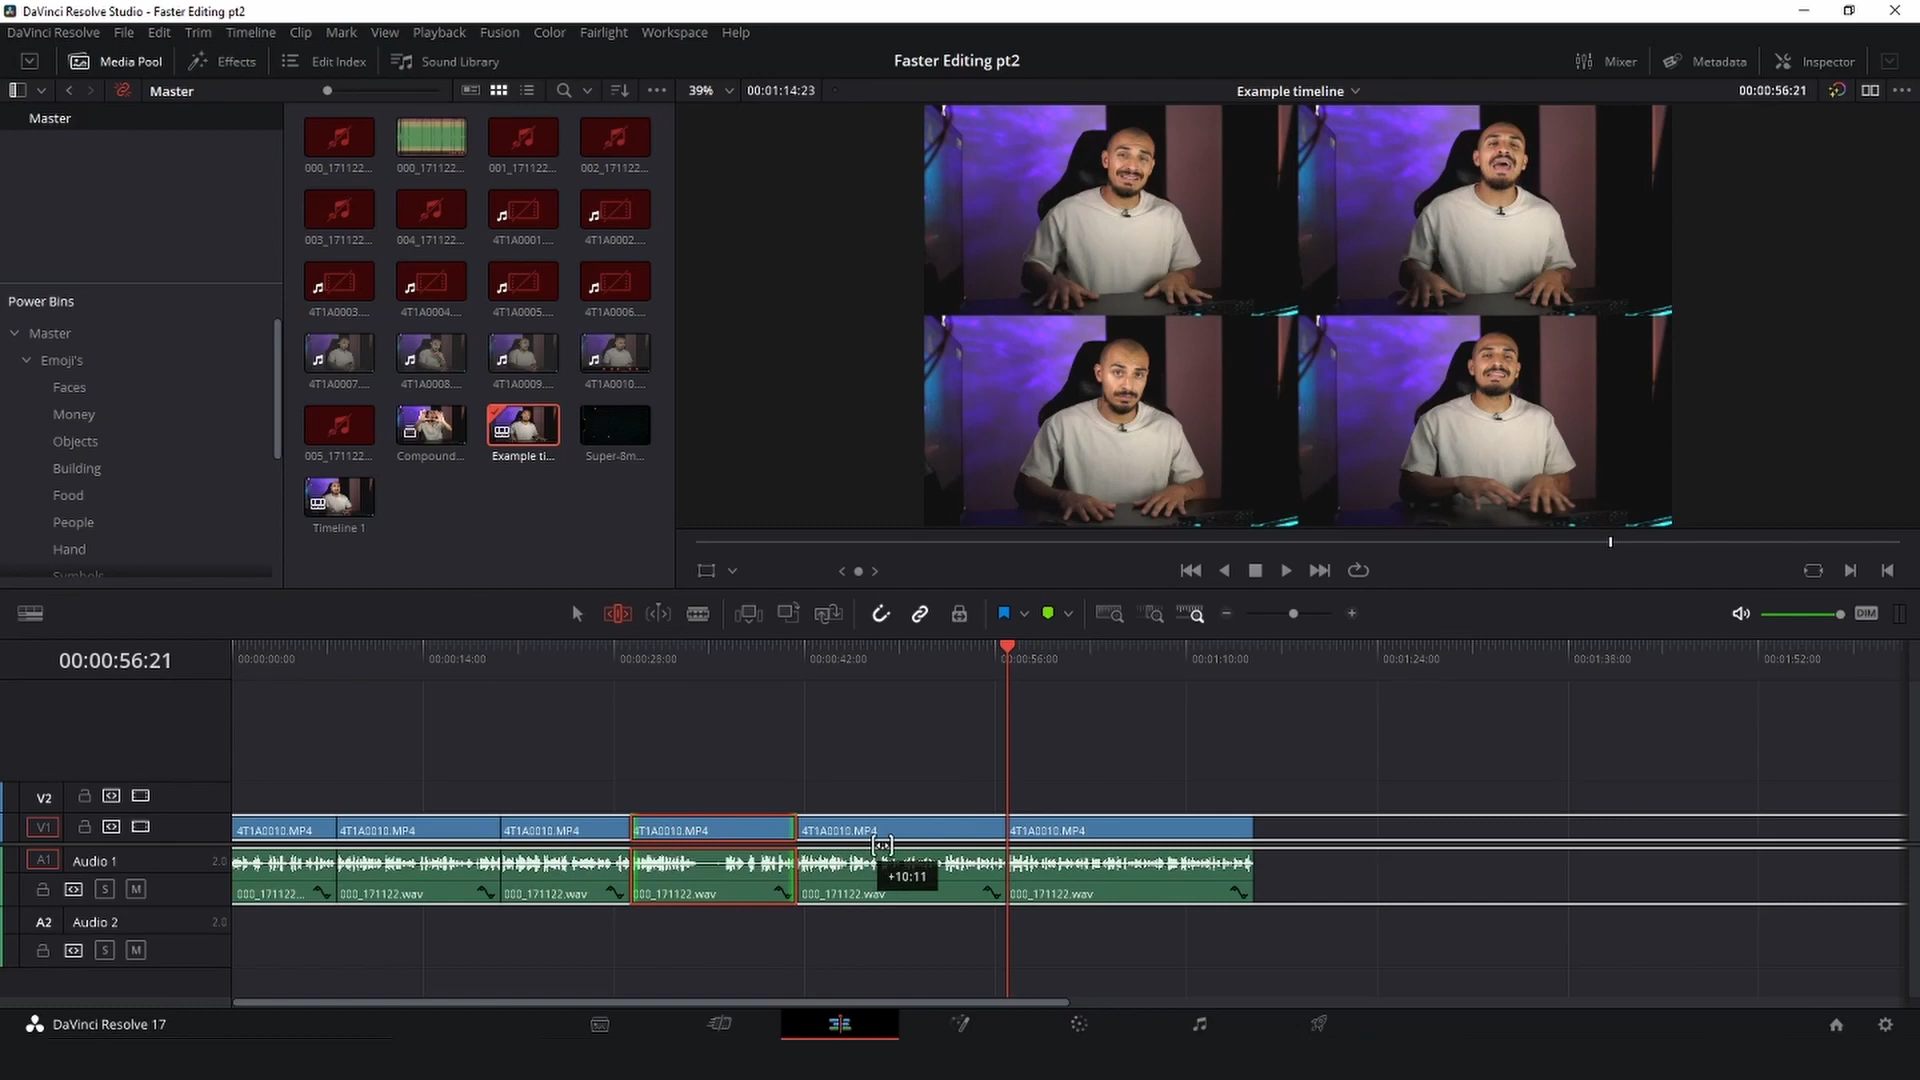 DaVinci Resolve Studio - Faster Editing pt2
DaVinci Resolve File Edit Trim Timeline Clip Mark View Playback Fusion Color Fairlight Workspace Help
Media Pool Effects Edit Index Sound Library Faster Editing pt2 Mixer Metadata Inspector
Master 39% 00:01:14:23 Example timeline 00:00:56:21
Master
000_171122... 000_171122... 001_171122... 002_171122...
003_171122... 004_171122... 4T1A0001.... 4T1A0002....
4T1A0003.... 4T1A0004.... 4T1A0005.... 4T1A0006....
4T1A0007.... 4T1A0008.... 4T1A0009.... 4T1A0010....
005_171122... Compound... Example ti... Super-8m...
Timeline 1
Power Bins
Master
Emoji's
Faces
Money
Objects
Building
Food
People
Hand
Symbols
DIM
00:00:56:21
00:00:00:00 00:00:14:00 00:00:28:00 00:00:42:00 00:00:56:00 00:01:10:00 00:01:24:00 00:01:38:00 00:01:52:00
V2
V1 4T1A0010.MP4 4T1A0010.MP4 4T1A0010.MP4 4T1A0010.MP4 4T1A0010.MP4 4T1A0010.MP4
A1 Audio 1 2.0
+10:11
S M 000_171122... 000_171122.wav 000_171122.wav 000_171122.wav 000_171122.wav 000_171122.wav
A2 Audio 2 2.0
S M
DaVinci Resolve 17